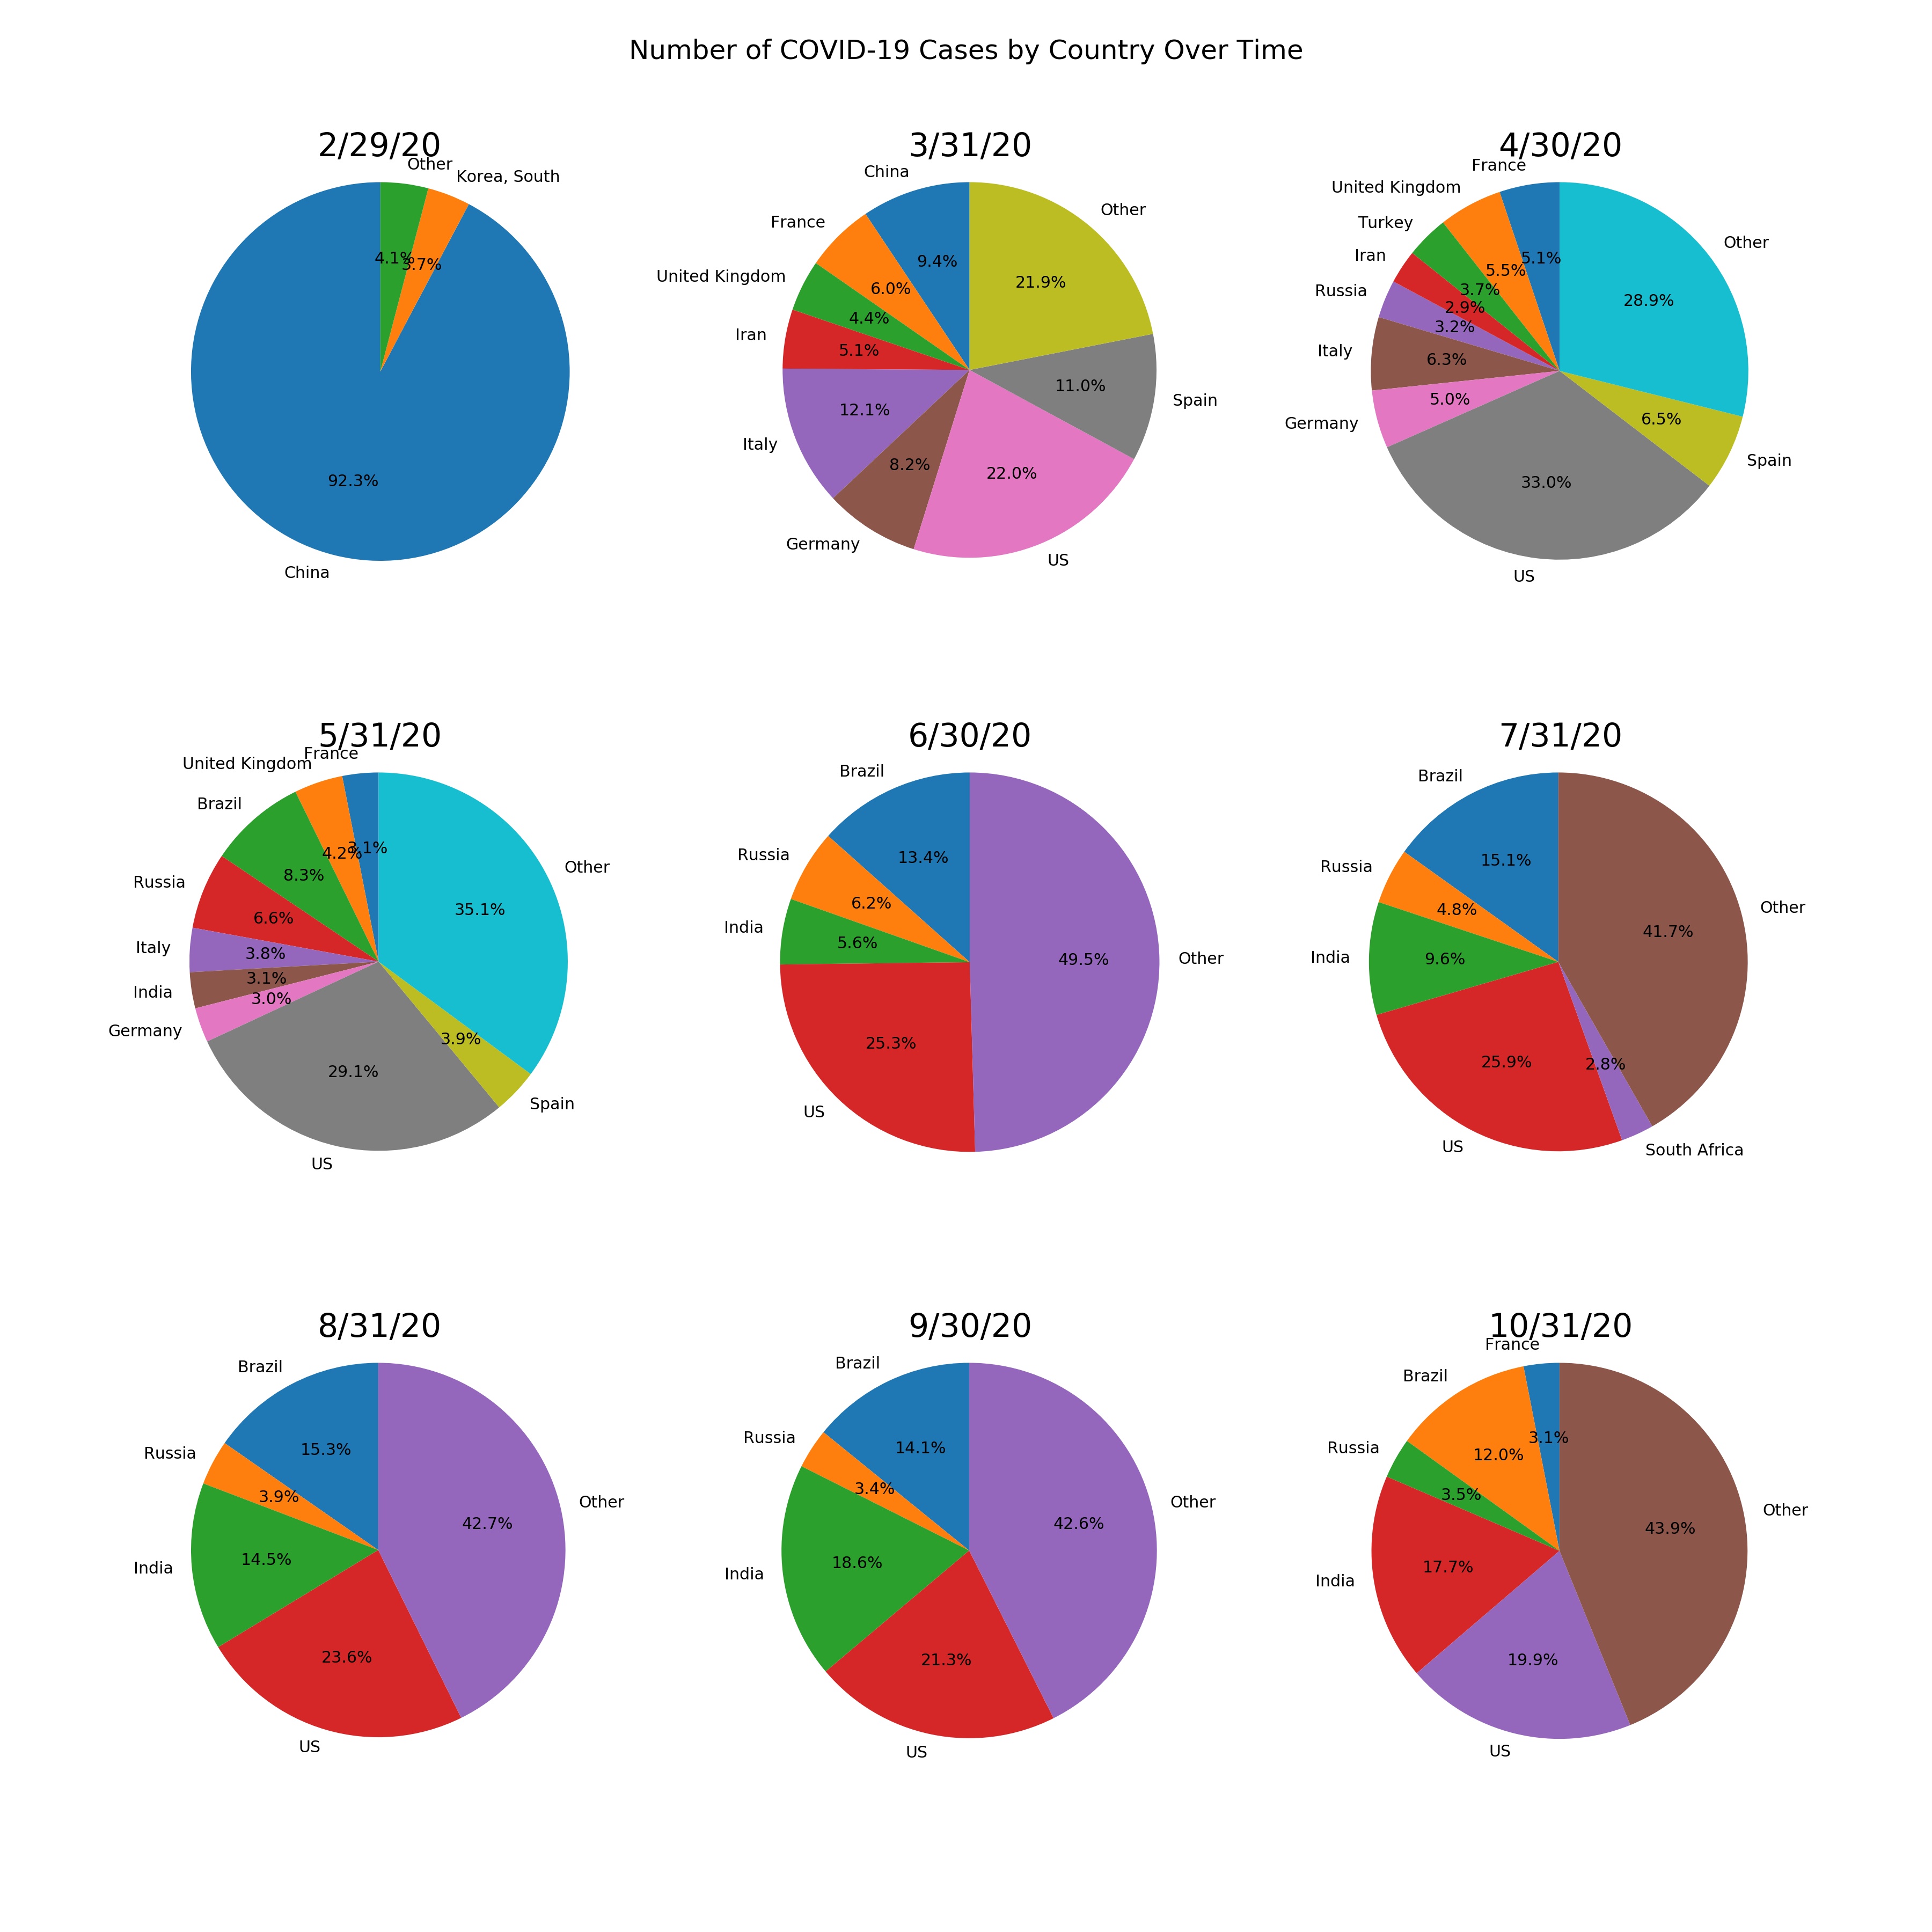 Number of COVID-19 Cases by Country Over Time
2/29/20
Other
Korea, South
4.1%
3.7%
92.3%
China
3/31/20
China
France
United Kingdom
Iran
Italy
Germany
US
Spain
Other
9.4%
6.0%
4.4%
5.1%
12.1%
8.2%
22.0%
11.0%
21.9%
4/30/20
France
United Kingdom
Turkey
Iran
Russia
Italy
Germany
US
Spain
Other
5.1%
5.5%
3.7%
2.9%
3.2%
6.3%
5.0%
33.0%
6.5%
28.9%
5/31/20
France
United Kingdom
Brazil
Russia
Italy
India
Germany
US
Spain
Other
3.1%
4.2%
8.3%
6.6%
3.8%
3.1%
3.0%
29.1%
3.9%
35.1%
6/30/20
Brazil
Russia
India
US
Other
13.4%
6.2%
5.6%
25.3%
49.5%
7/31/20
Brazil
Russia
India
US
South Africa
Other
15.1%
4.8%
9.6%
25.9%
2.8%
41.7%
8/31/20
Brazil
Russia
India
US
Other
15.3%
3.9%
14.5%
23.6%
42.7%
9/30/20
Brazil
Russia
India
US
Other
14.1%
3.4%
18.6%
21.3%
42.6%
10/31/20
France
Brazil
Russia
India
US
Other
3.1%
12.0%
3.5%
17.7%
19.9%
43.9%